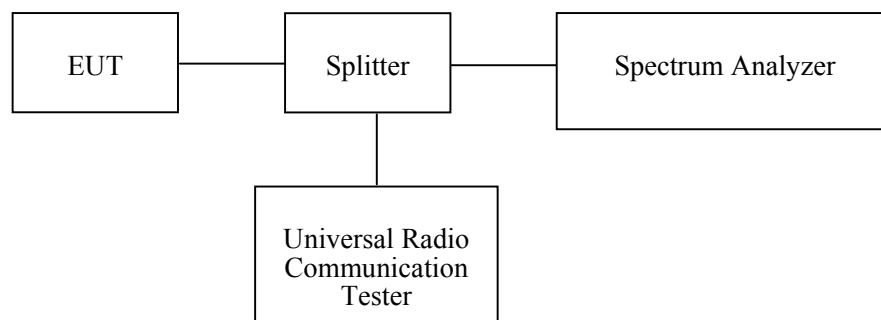 EUT
Splitter
Spectrum Analyzer
Universal Radio
Communication
Tester